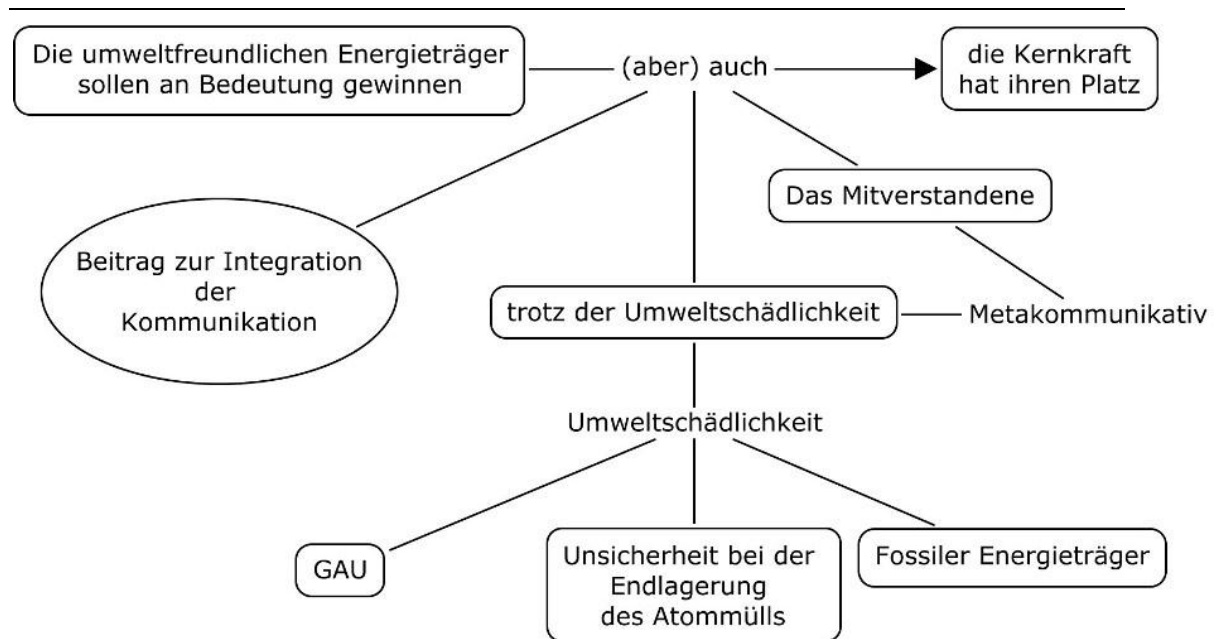 Die umweltfreundlichen Energieträger
sollen an Bedeutung gewinnen
(aber) auch
die Kernkraft
hat ihren Platz
Das Mitverstandene
Beitrag zur Integration
der
Kommunikation
trotz der Umweltschädlichkeit
Metakommunikativ
Umweltschädlichkeit
GAU
Unsicherheit bei der
Endlagerung
des Atommülls
Fossiler Energieträger